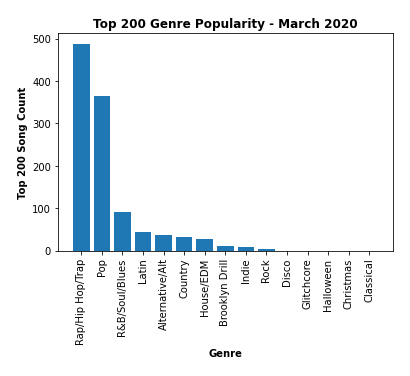 Top 200 Genre Popularity - March 2020
Top 200 Song Count
500
400
300
200
100
0
Rap/Hip Hop/Trap
Pop
R&B/Soul/Blues
Latin
Alternative/Alt
Country
House/EDM
Brooklyn Drill
Indie
Rock
Disco
Glitchcore
Halloween
Christmas
Classical
Genre